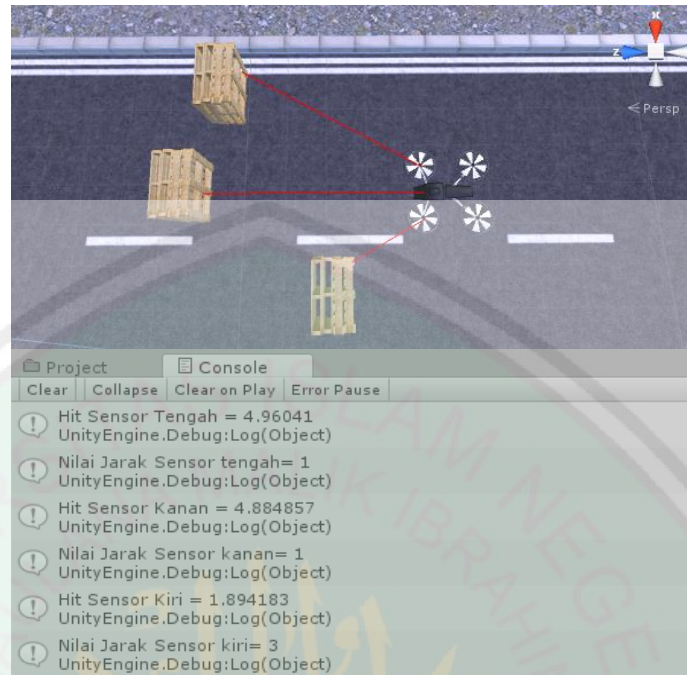 x
z
< Persp
Project
Console
Clear
Collapse
Clear on Play
Error Pause
Hit Sensor Tengah = 4.96041
UnityEngine.Debug:Log(Object)
Nilai Jarak Sensor tengah= 1
UnityEngine.Debug:Log(Object)
Hit Sensor Kanan = 4.884857
UnityEngine.Debug:Log(Object)
Nilai Jarak Sensor kanan= 1
UnityEngine.Debug:Log(Object)
Hit Sensor Kiri = 1.894183
UnityEngine.Debug:Log(Object)
Nilai Jarak Sensor kiri= 3
UnityEngine.Debug:Log(Object)